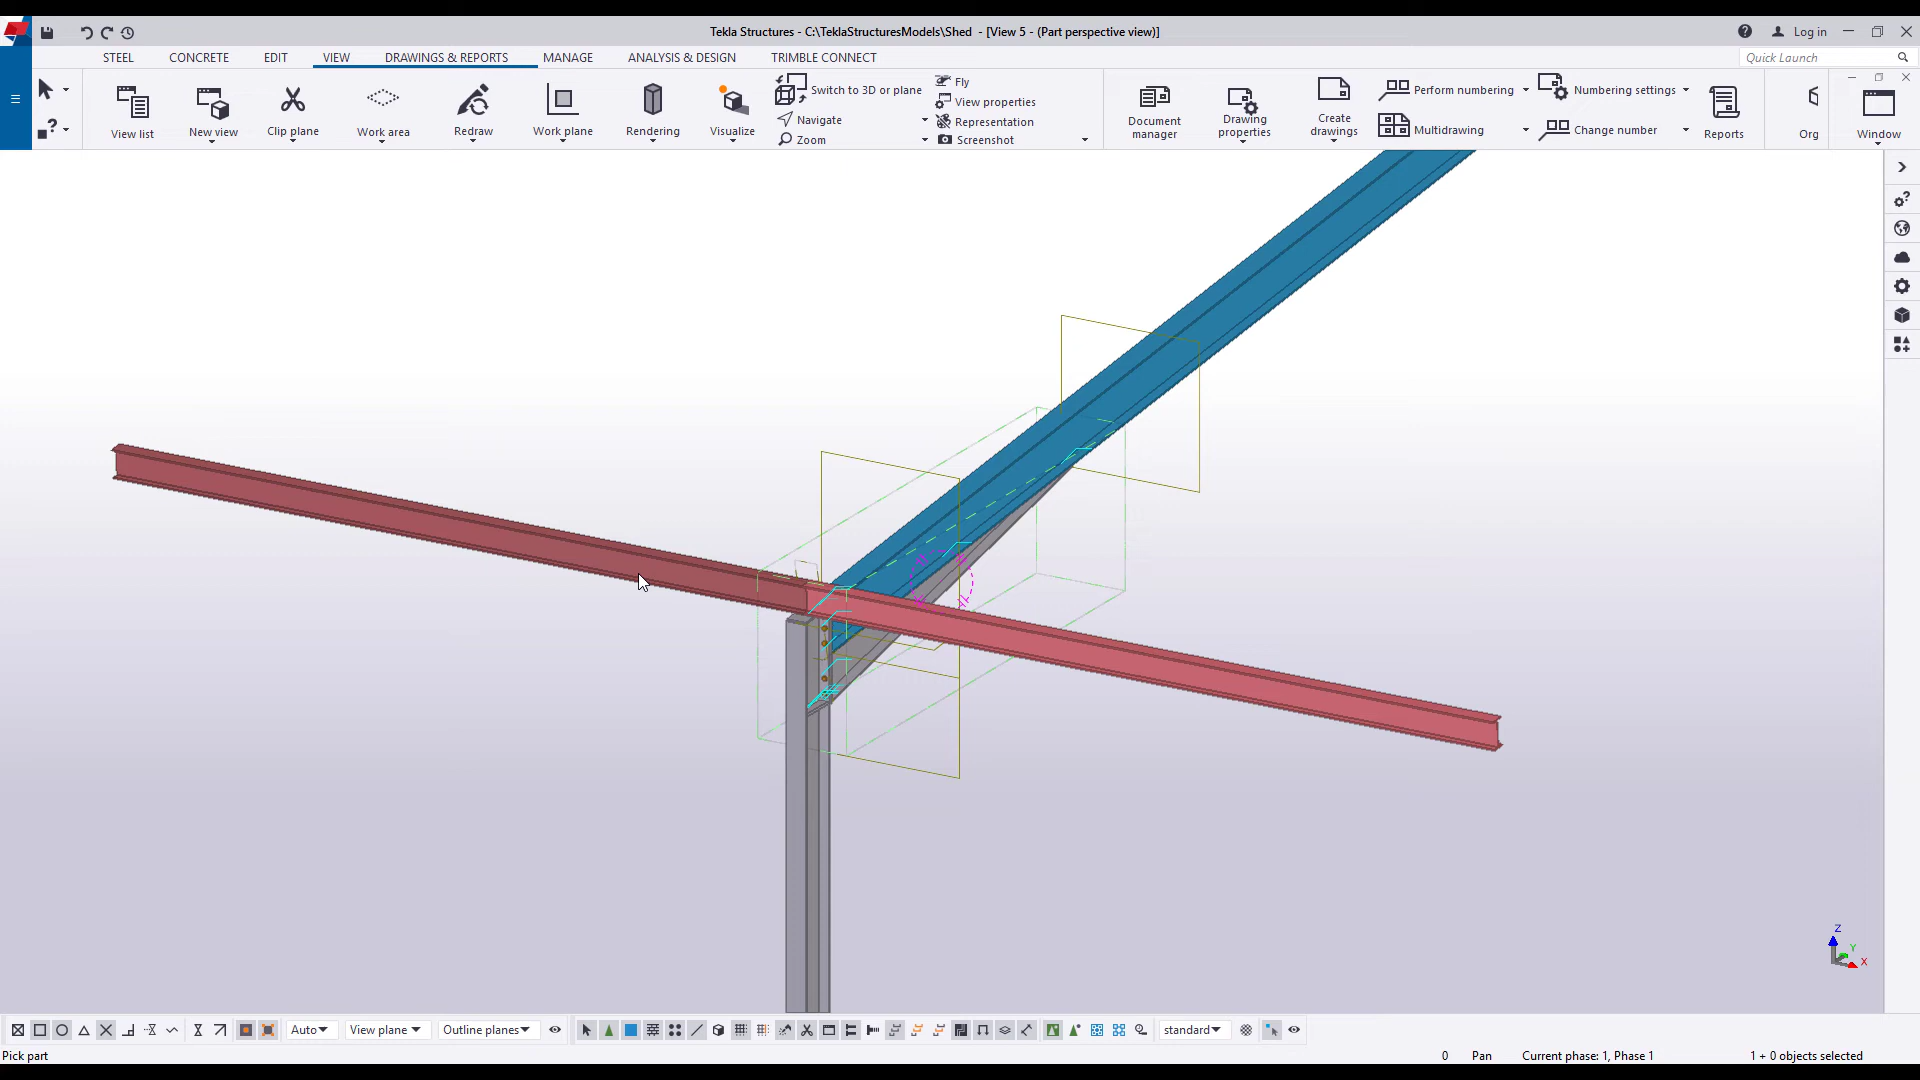 Tekla Structures - C:\TeklaStructuresModels\Shed - [View 5 - (Part perspective view)]
Log in
STEEL CONCRETE EDIT VIEW DRAWINGS & REPORTS MANAGE ANALYSIS & DESIGN TRIMBLE CONNECT
Quick Launch
View list
New view
Clip plane
Work area
Redraw
Work plane
Rendering
Visualize
Switch to 3D or plane
Navigate
Zoom
Fly
View properties
Representation
Screenshot
Document
manager
Drawing
properties
Create
drawings
Perform numbering
Multidrawing
Numbering settings
Change number
Reports
Org
Window
Z
Y
X
Auto
View plane
Outline planes
standard
Pick part
0 Pan Current phase: 1, Phase 1 1 + 0 objects selected